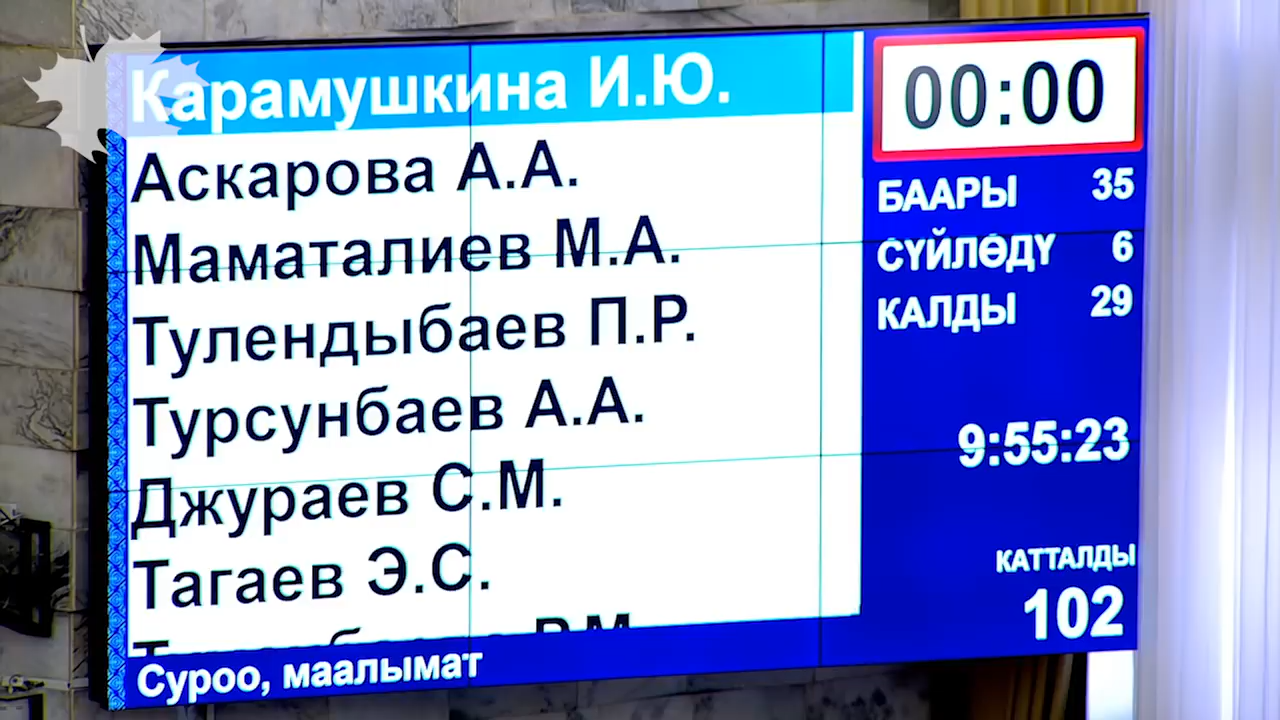 Карамушкина И.Ю.
Аскарова А.А.
Маматалиев М.А.
Тулендыбаев П.Р.
Турсунбаев А.А.
Джураев С.М.
Тагаев Э.С.
Суроо, маалымат
00:00
БААРЫ 35
СҮЙЛӨДҮ 6
КАЛДЫ 29
9:55:23
КАТТАЛДЫ
102